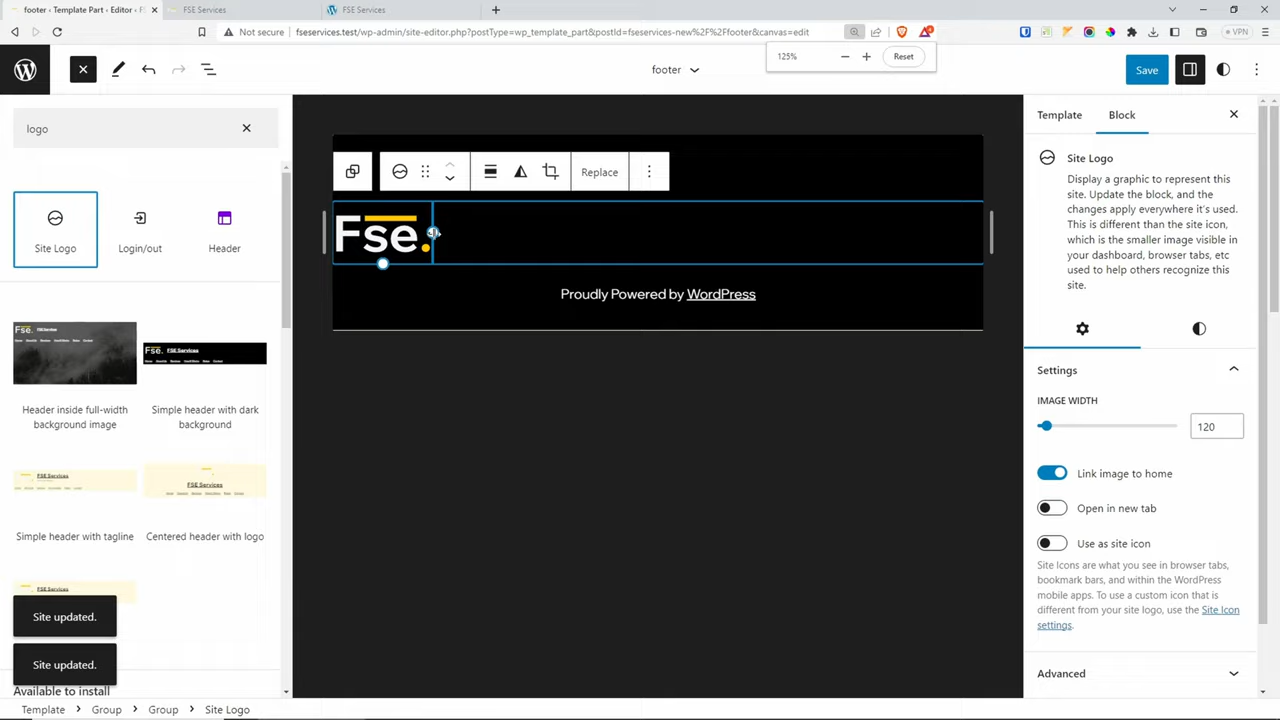 footer ‹ Template Part ‹ Editor ‹ F
FSE Services
FSE Services
Not secure
fseservices.test/wp-admin/site-editor.php?postType=wp_template_part&postId=fseservices-new%2F%2Ffooter&canvas=edit
VPN
125%
Reset
footer
Save
logo
Site Logo
Login/out
Header
Header inside full-width
background image
Simple header with dark
background
Simple header with tagline
Centered header with logo
Site updated.
Site updated.
Available to install
Replace
Fse.
Proudly Powered by WordPress
Template
Block
Site Logo
Display a graphic to represent this
site. Update the block, and the
changes apply everywhere it's used.
This is different than the site icon,
which is the smaller image visible in
your dashboard, browser tabs, etc
used to help others recognize this
site.
Settings
IMAGE WIDTH
120
Link image to home
Open in new tab
Use as site icon
Site Icons are what you see in browser tabs,
bookmark bars, and within the WordPress
mobile apps. To use a custom icon that is
different from your site logo, use the Site Icon
settings.
Advanced
Template
Group
Group
Site Logo